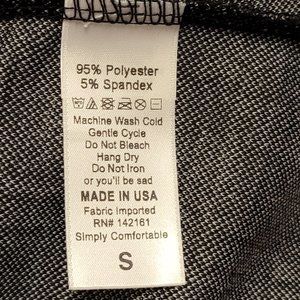 95% Polyester
5% Spandex
Machine Wash Cold
Gentle Cycle
Do Not Bleach
Hang Dry
Do Not Iron
or you'll be sad
MADE IN USA
Fabric Imported
RN# 142161
Simply Comfortable
S